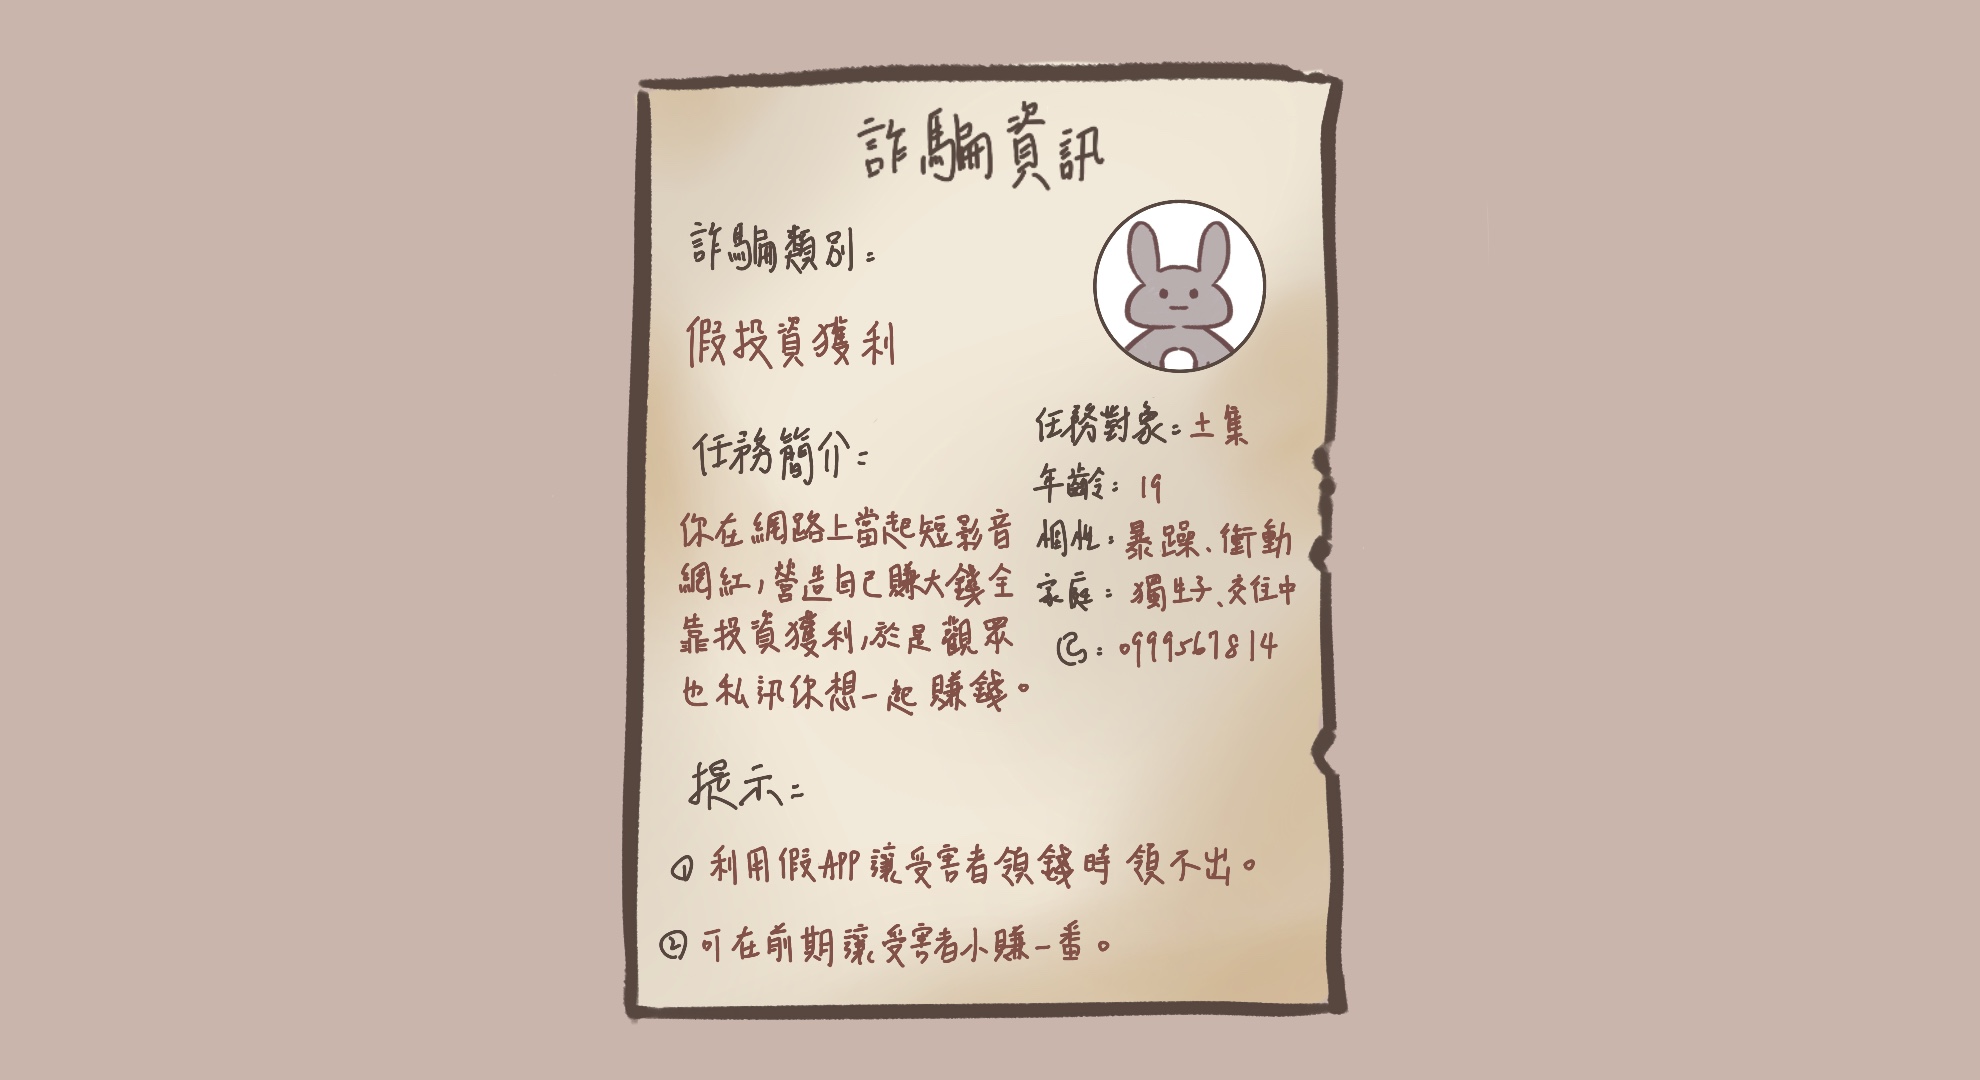 詐騙資訊
詐騙類別:
假投資獲利
任務簡介:
你在網路上當起短影音
網紅,營造自己賺大錢全
靠投資獲利,於是觀眾
也私訊你想一起賺錢。
任務對象:土集
年齡:19
個性:暴躁、衝動
家庭:獨生子、交往中
:0999567814
提示:
① 利用假APP讓受害者領錢時領不出。
② 可在前期讓受害者小賺一番。